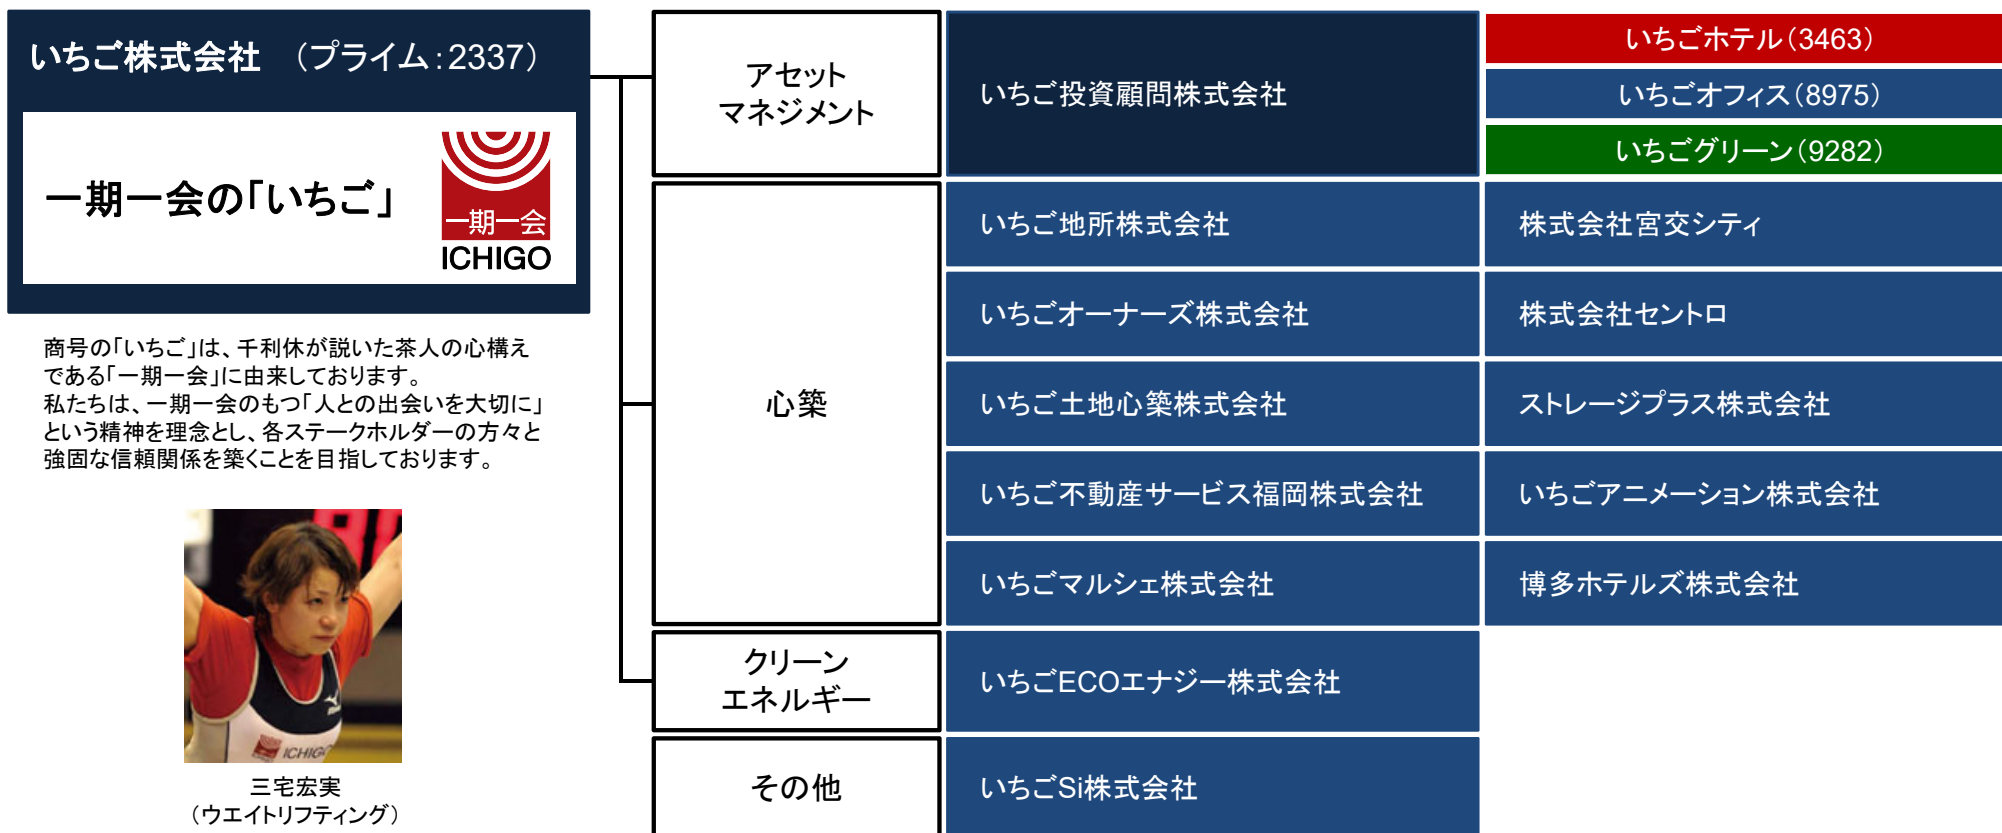 いちご株式会社　（プライム：2337）
一期一会の「いちご」
一期一会
ICHIGO
商号の「いちご」は、千利休が説いた茶人の心構え
である「一期一会」に由来しております。
私たちは、一期一会のもつ「人との出会いを大切に」
という精神を理念とし、各ステークホルダーの方々と
強固な信頼関係を築くことを目指しております。
ICHIGO
三宅宏実
（ウエイトリフティング）
アセット
マネジメント
いちご投資顧問株式会社
いちごホテル（3463）
いちごオフィス（8975）
いちごグリーン（9282）
心築
いちご地所株式会社
株式会社宮交シティ
いちごオーナーズ株式会社
株式会社セントロ
いちご土地心築株式会社
ストレージプラス株式会社
いちご不動産サービス福岡株式会社
いちごアニメーション株式会社
いちごマルシェ株式会社
博多ホテルズ株式会社
クリーン
エネルギー
いちごECOエナジー株式会社
その他
いちごSi株式会社